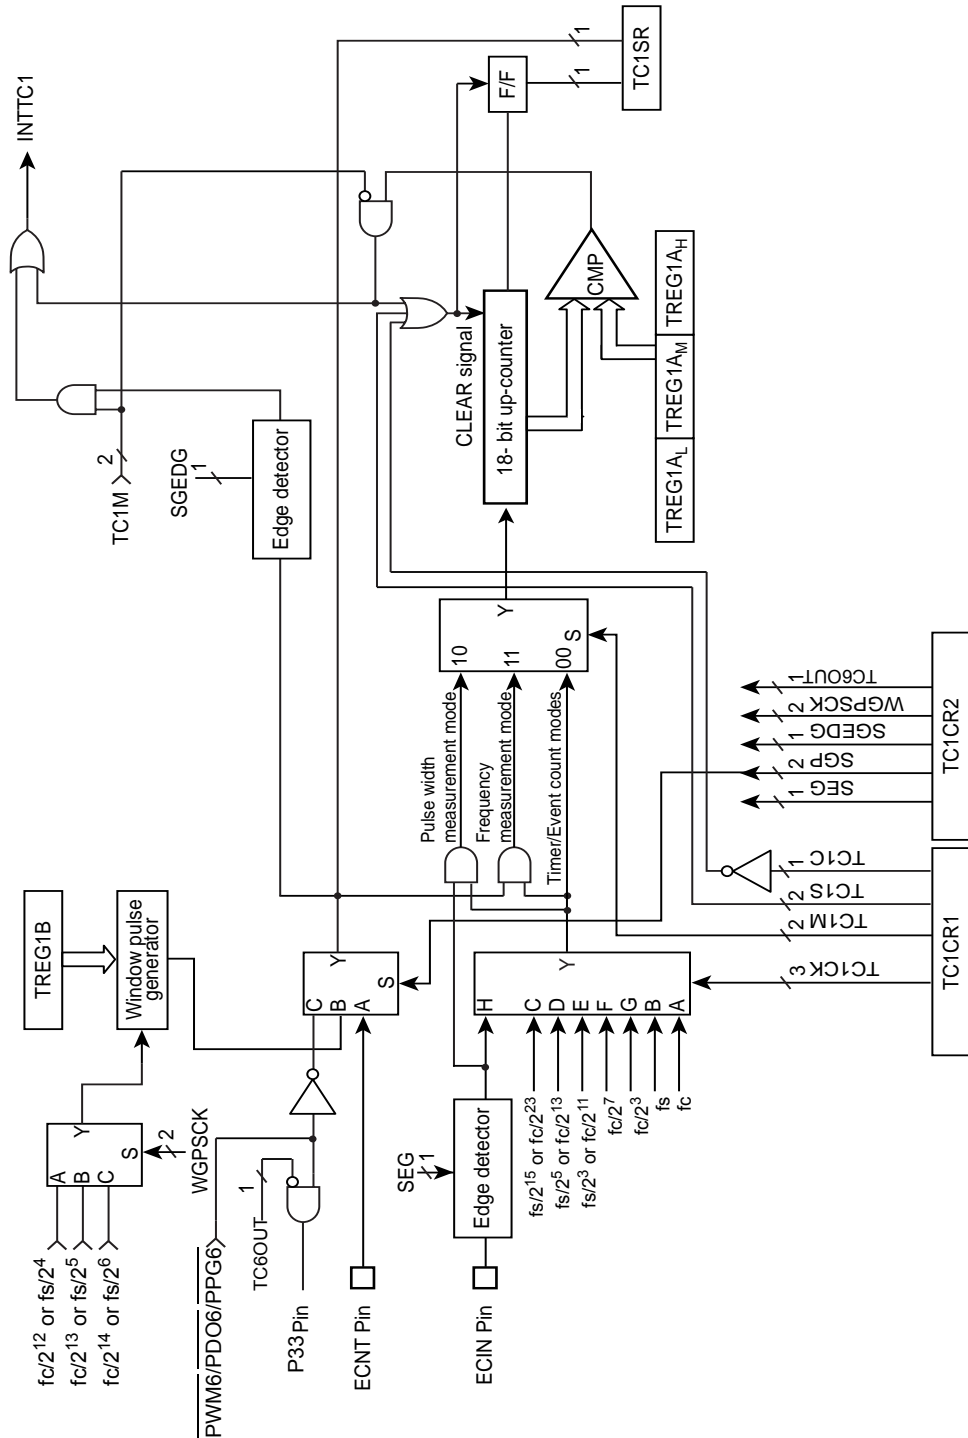 fc/2^12 or fs/2^4
fc/2^13 or fs/2^5
fc/2^14 or fs/2^6
A
B
C
Y
S
2
WGPSCK
TREG1B
Window pulse
generator
PWM6/PDO6/PPG6
TC6OUT
1
P33 Pin
ECNT Pin
C
B
A
Y
S
ECIN Pin
Edge detector
SEG
1
fs/2^15 or fc/2^23
fs/2^5 or fc/2^13
fs/2^3 or fc/2^11
fc/2^7
fc/2^3
fs
fc
H
C
D
E
F
G
B
A
Y
Pulse width
measurement mode
Frequency
measurement mode
Timer/Event count modes
10
11
00
Y
S
TC1M
2
SGEDG
1
Edge detector
INTTC1
CLEAR signal
18- bit up-counter
F/F
1
1
TC1SR
CMP
TREG1A_L
TREG1A_M
TREG1A_H
TC1CK
3
TC1M
2
TC1S
2
TC1C
1
TC1CR1
SEG
1
SGP
2
SGEDG
1
WGPSCK
2
TC6OUT
1
TC1CR2